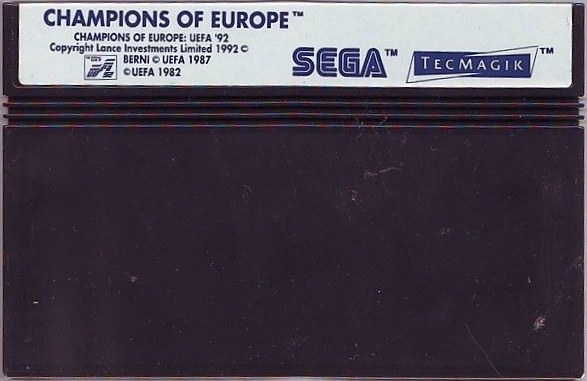 CHAMPIONS OF EUROPE™
CHAMPIONS OF EUROPE: UEFA '92
Copyright Lance Investments Limited 1992 ©
BERNI © UEFA 1987
© UEFA 1982
SEGA™
TECMAGIK™